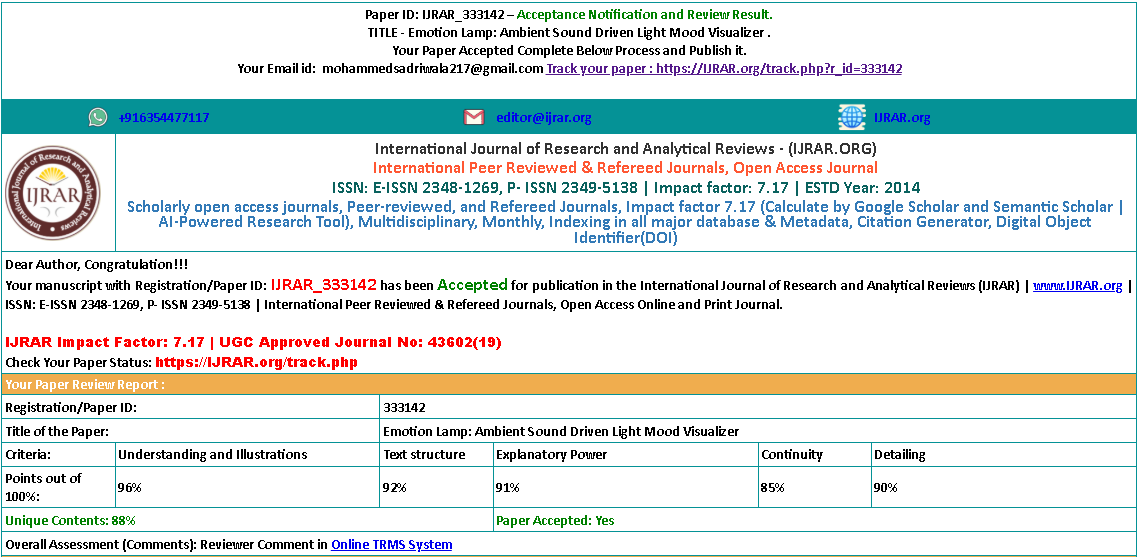 Paper ID: IJRAR_333142 – Acceptance Notification and Review Result.
TITLE - Emotion Lamp: Ambient Sound Driven Light Mood Visualizer .
Your Paper Accepted Complete Below Process and Publish it.
Your Email id: mohammedsadriwala217@gmail.com Track your paper : https://IJRAR.org/track.php?r_id=333142
+916354477117 editor@ijrar.org IJRAR.org
International Journal of Research and Analytical Reviews
IJRAR
International Journal of Research and Analytical Reviews - (IJRAR.ORG)
International Peer Reviewed & Refereed Journals, Open Access Journal
ISSN: E-ISSN 2348-1269, P- ISSN 2349-5138 | Impact factor: 7.17 | ESTD Year: 2014
Scholarly open access journals, Peer-reviewed, and Refereed Journals, Impact factor 7.17 (Calculate by Google Scholar and Semantic Scholar |
AI-Powered Research Tool), Multidisciplinary, Monthly, Indexing in all major database & Metadata, Citation Generator, Digital Object
Identifier(DOI)
Dear Author, Congratulation!!!
Your manuscript with Registration/Paper ID: IJRAR_333142 has been Accepted for publication in the International Journal of Research and Analytical Reviews (IJRAR) | www.IJRAR.org |
ISSN: E-ISSN 2348-1269, P- ISSN 2349-5138 | International Peer Reviewed & Refereed Journals, Open Access Online and Print Journal.
IJRAR Impact Factor: 7.17 | UGC Approved Journal No: 43602(19)
Check Your Paper Status: https://IJRAR.org/track.php
Your Paper Review Report :
Registration/Paper ID: 333142
Title of the Paper: Emotion Lamp: Ambient Sound Driven Light Mood Visualizer
Criteria: Understanding and Illustrations Text structure Explanatory Power Continuity Detailing
Points out of
100%: 96% 92% 91% 85% 90%
Unique Contents: 88% Paper Accepted: Yes
Overall Assessment (Comments): Reviewer Comment in Online TRMS System